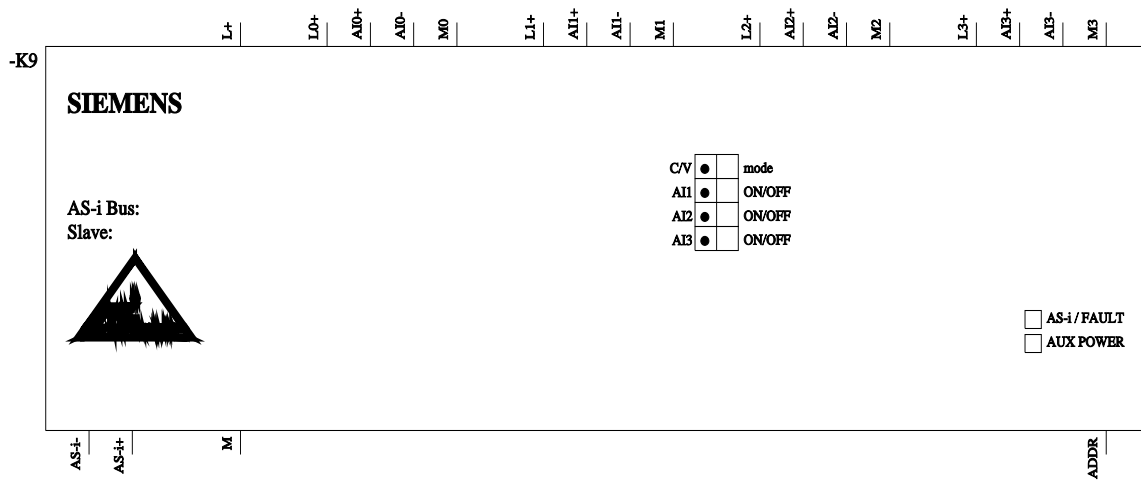 L+ L0+ AI0+ AI0- M0 L1+ AI1+ AI1- M1 L2+ AI2+ AI2- M2 L3+ AI3+ AI3- M3
-K9
SIEMENS
C/V mode
AI1 ON/OFF
AI2 ON/OFF
AI3 ON/OFF
AS-i Bus:
Slave:
AS-i / FAULT
AUX POWER
AS-i- AS-i+ M ADDR